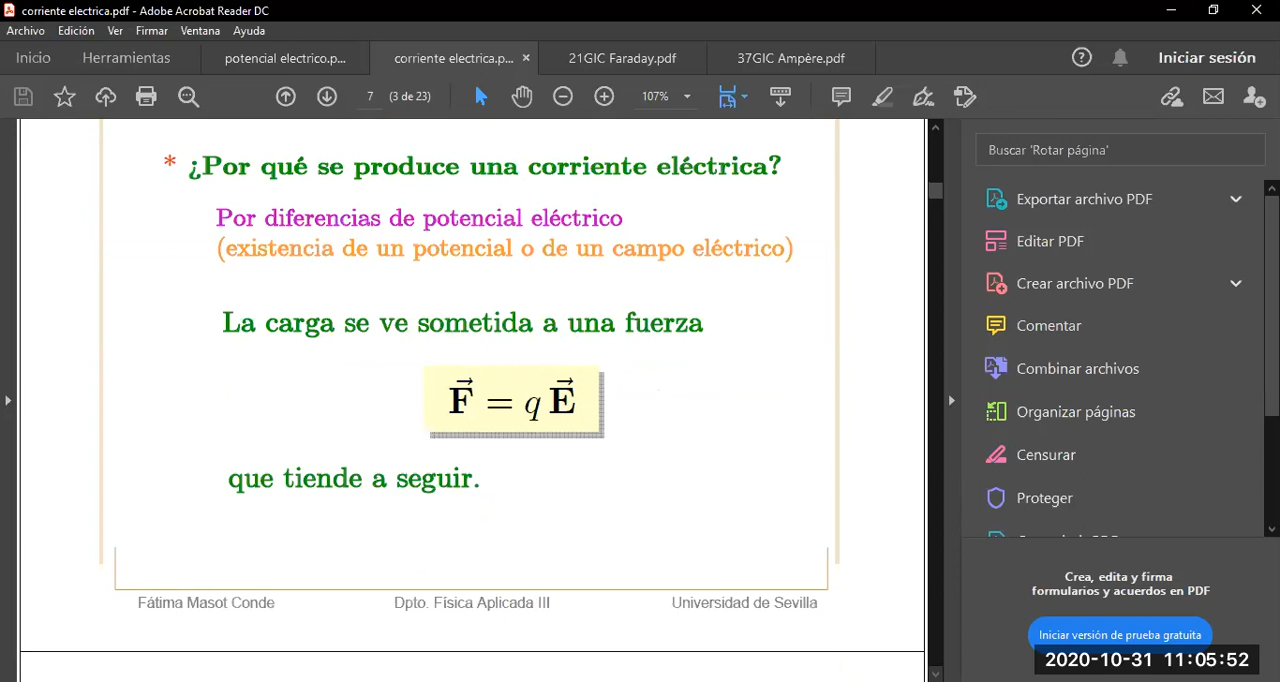 corriente electrica.pdf - Adobe Acrobat Reader DC
Archivo Edición Ver Firmar Ventana Ayuda
Inicio Herramientas potencial electrico.p... corriente electrica.p... × 21GIC Faraday.pdf 37GIC Ampère.pdf Iniciar sesión
7 (3 de 23) 107%
* ¿Por qué se produce una corriente eléctrica?
Por diferencias de potencial eléctrico
(existencia de un potencial o de un campo eléctrico)
La carga se ve sometida a una fuerza
F⃗ = q E⃗
que tiende a seguir.
Fátima Masot Conde Dpto. Física Aplicada III Universidad de Sevilla
Buscar 'Rotar página'
Exportar archivo PDF
Editar PDF
Crear archivo PDF
Comentar
Combinar archivos
Organizar páginas
Censurar
Proteger
Crea, edita y firma
formularios y acuerdos en PDF
Iniciar versión de prueba gratuita
2020-10-31 11:05:52